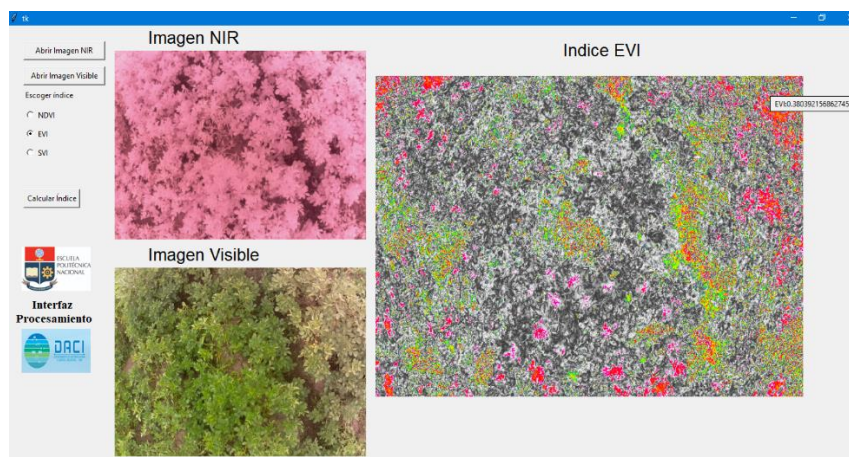 tk
Abrir Imagen NIR
Abrir Imagen Visible
Escoger índice
NDVI
EVI
SVI
Calcular Índice
ESCUELA
POLITÉCNICA
NACIONAL
Interfaz
Procesamiento
DACI
Imagen NIR
Imagen Visible
Indice EVI
EVI:0.380392156862745